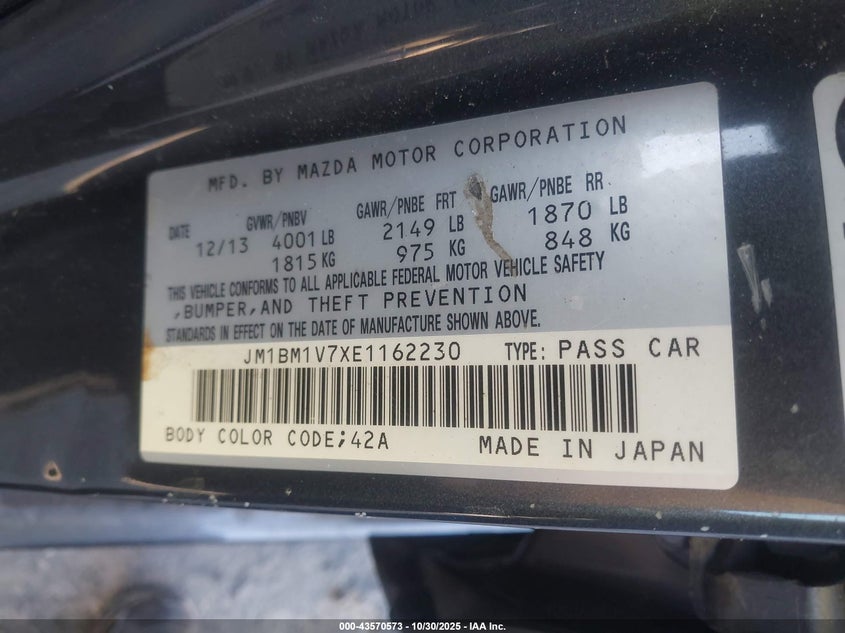 MFD. BY MAZDA MOTOR CORPORATION
DATE GVWR/PNBV GAWR/PNBE FRT GAWR/PNBE RR
12/13 4001 LB 2149 LB 1870 LB
1815 KG 975 KG 848 KG
THIS VEHICLE CONFORMS TO ALL APPLICABLE FEDERAL MOTOR VEHICLE SAFETY
,BUMPER,AND THEFT PREVENTION
STANDARDS IN EFFECT ON THE DATE OF MANUFACTURE SHOWN ABOVE.
JM1BM1V7XE1162230 TYPE: PASS CAR
BODY COLOR CODE;42A MADE IN JAPAN
000-43570573 - 10/30/2025 - IAA Inc.